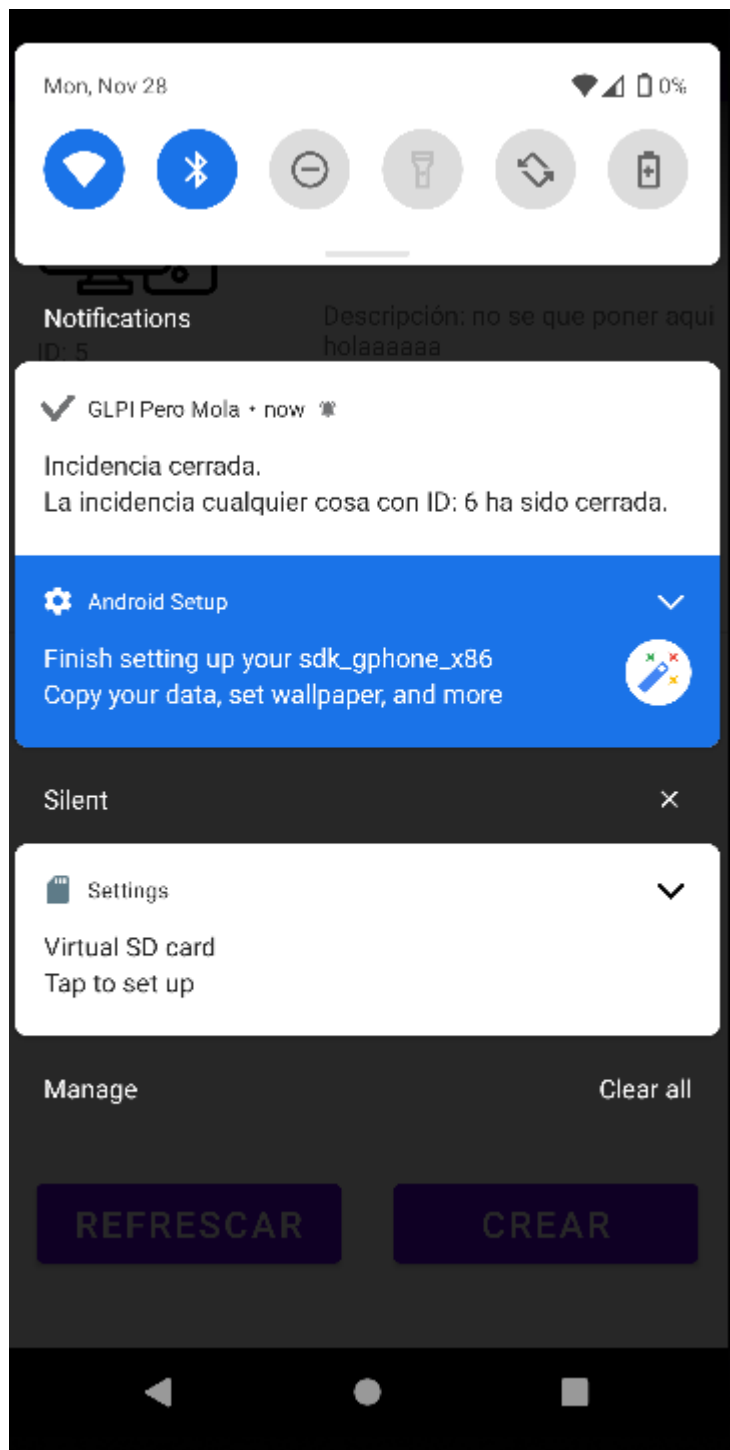 Mon, Nov 28 0%
Notifications
Descripción: no se que poner aqui
holaaaaaa
ID: 5
GLPI Pero Mola • now
Incidencia cerrada.
La incidencia cualquier cosa con ID: 6 ha sido cerrada.
Android Setup
Finish setting up your sdk_gphone_x86
Copy your data, set wallpaper, and more
Silent
Settings
Virtual SD card
Tap to set up
Manage Clear all
REFRESCAR CREAR